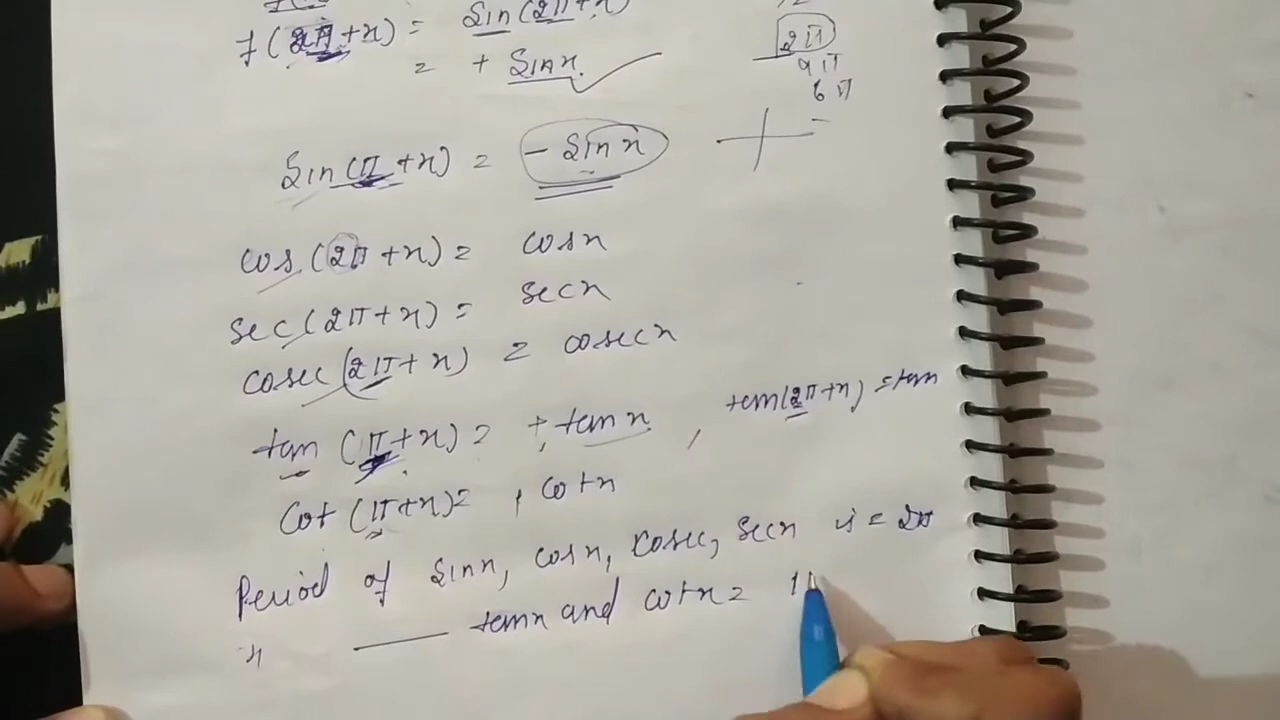 f(2π+x) = Sin(2π+x)
= + Sinx
2π
4π
6π
Sin(π+x) = - Sinx
cos(2π+x) = cosx
sec(2π+x) = secx
cosec(2π+x) = cosecx
tan(π+x) = + tanx , tan(2π+x) = tan
cot(π+x) = , cotx
Period of Sinx, cosx, cosec, secx is = 2π
" —— tanx and cotx =